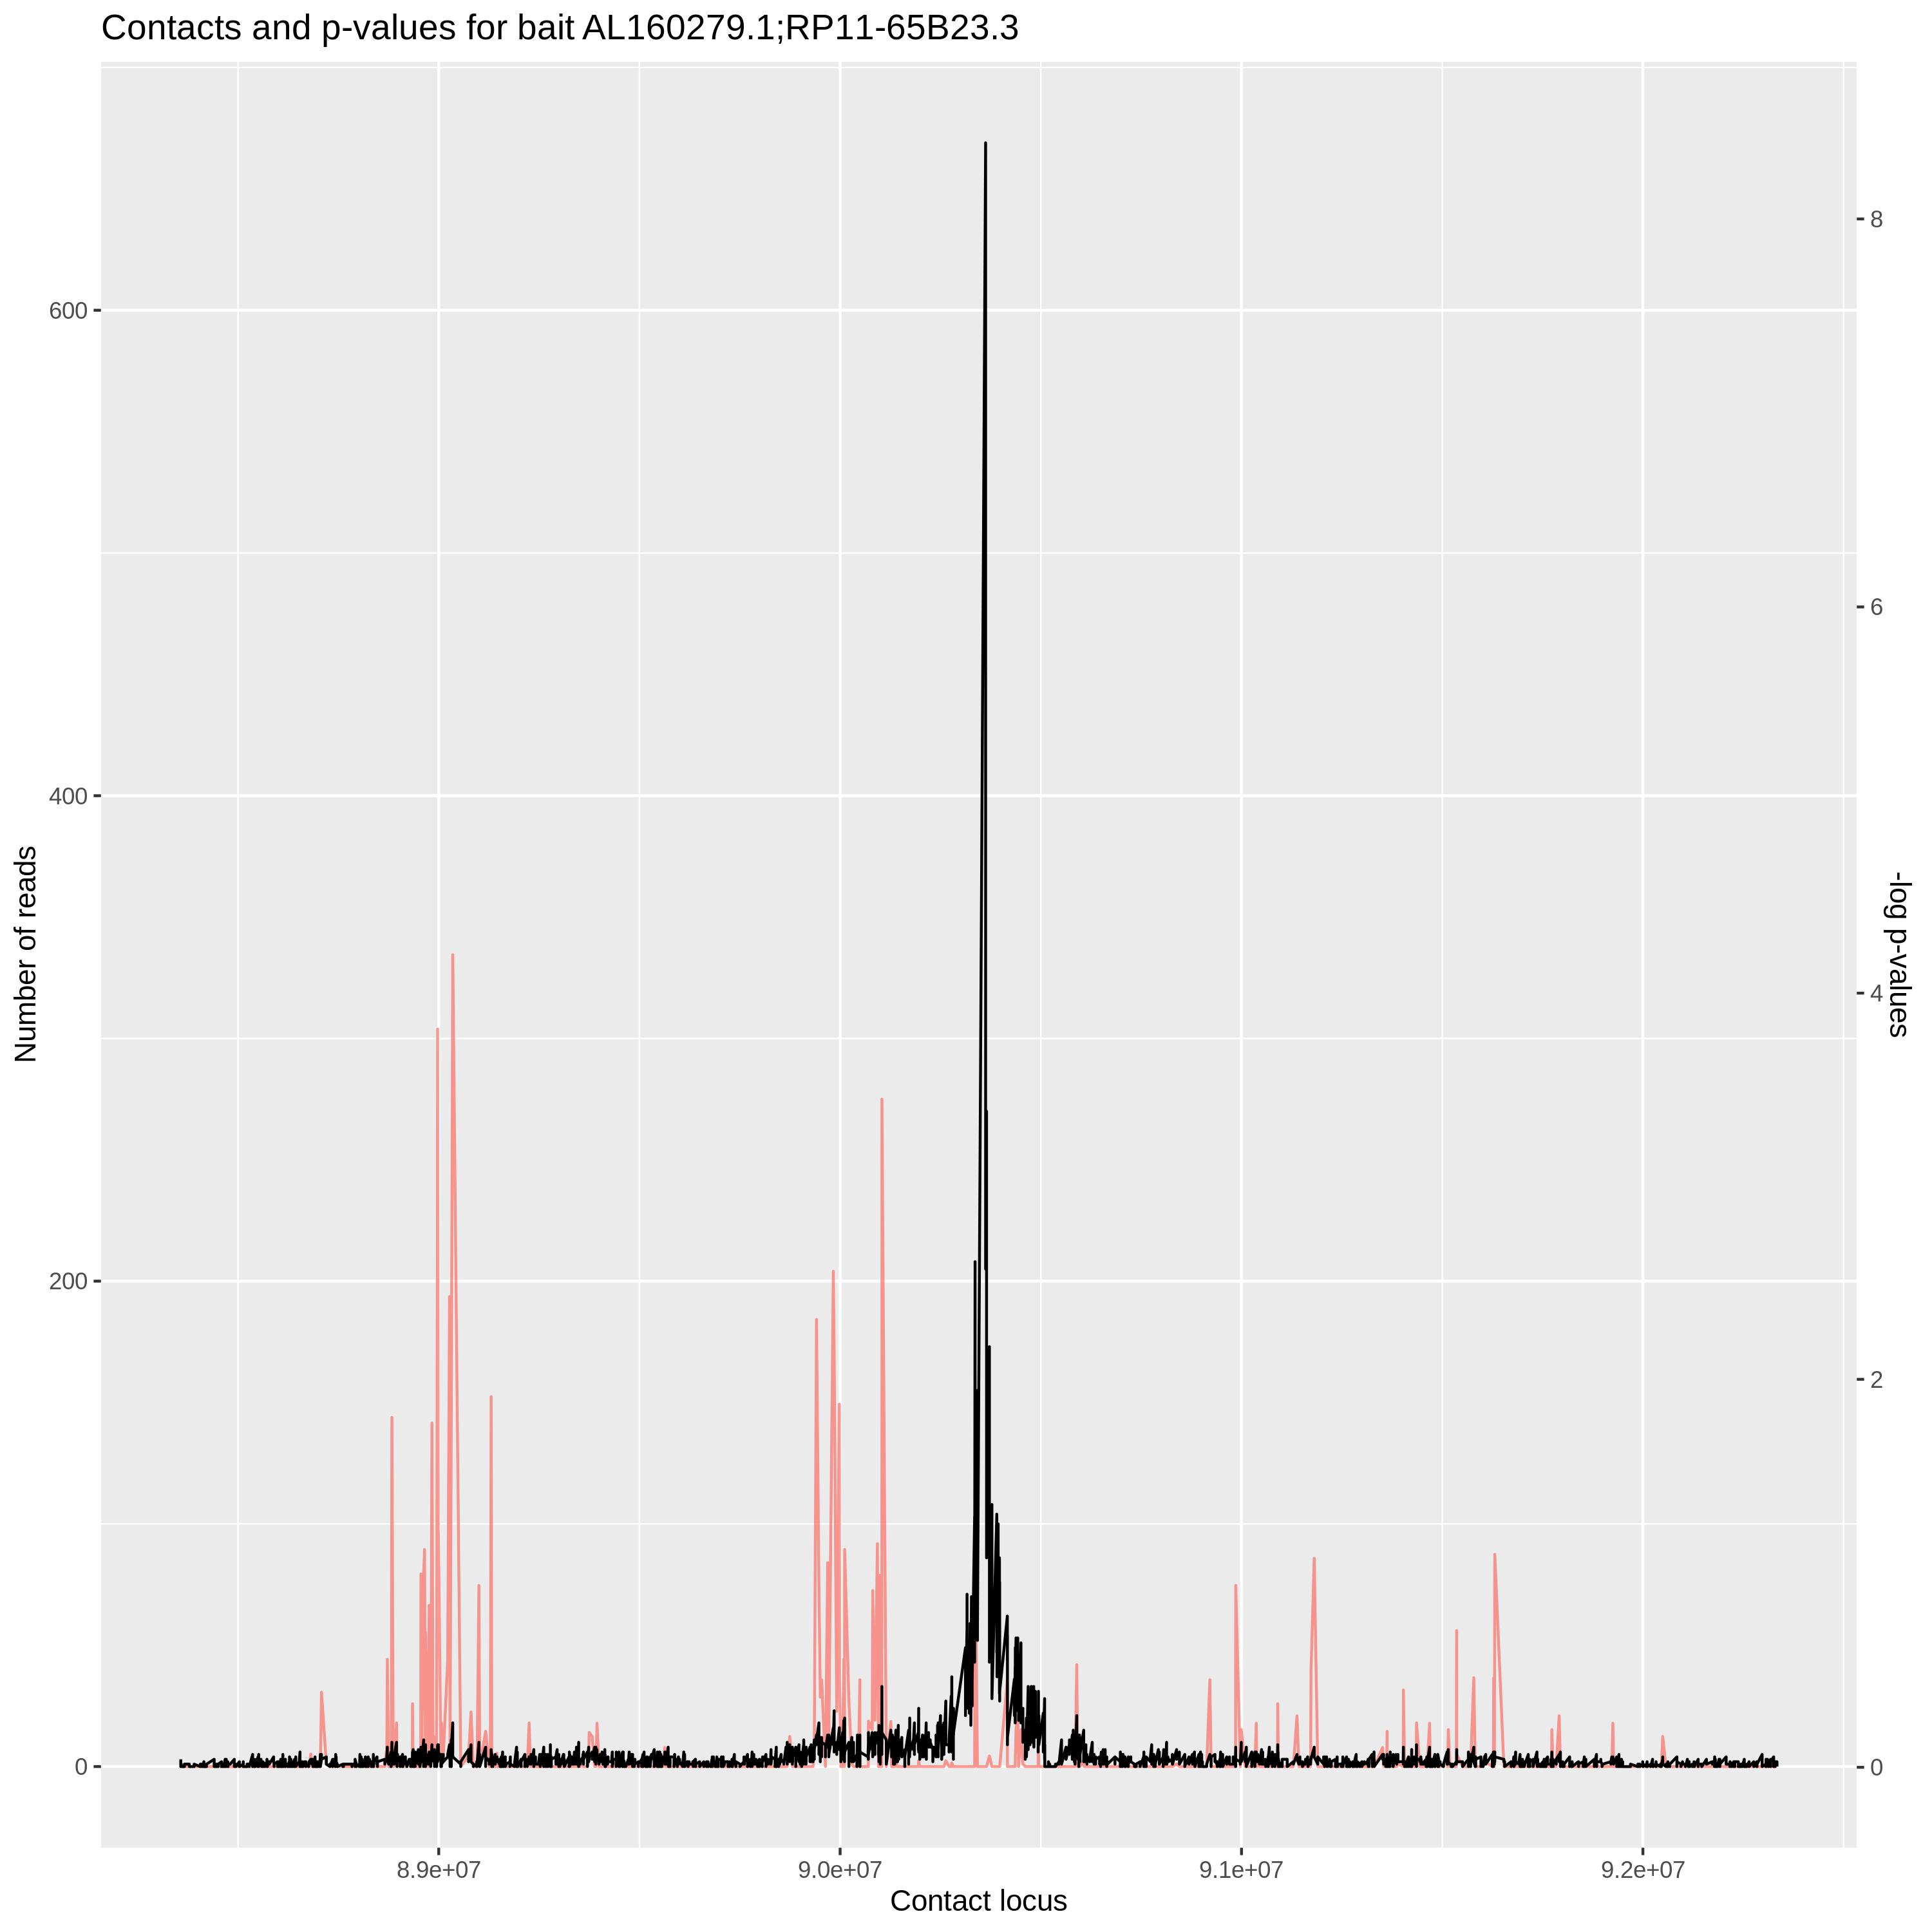 Contacts and p-values for bait AL160279.1;RP11-65B23.3
Number of reads
600
400
200
0
8
6
4
2
0
-log p-values
8.9e+07
9.0e+07
9.1e+07
9.2e+07
Contact locus